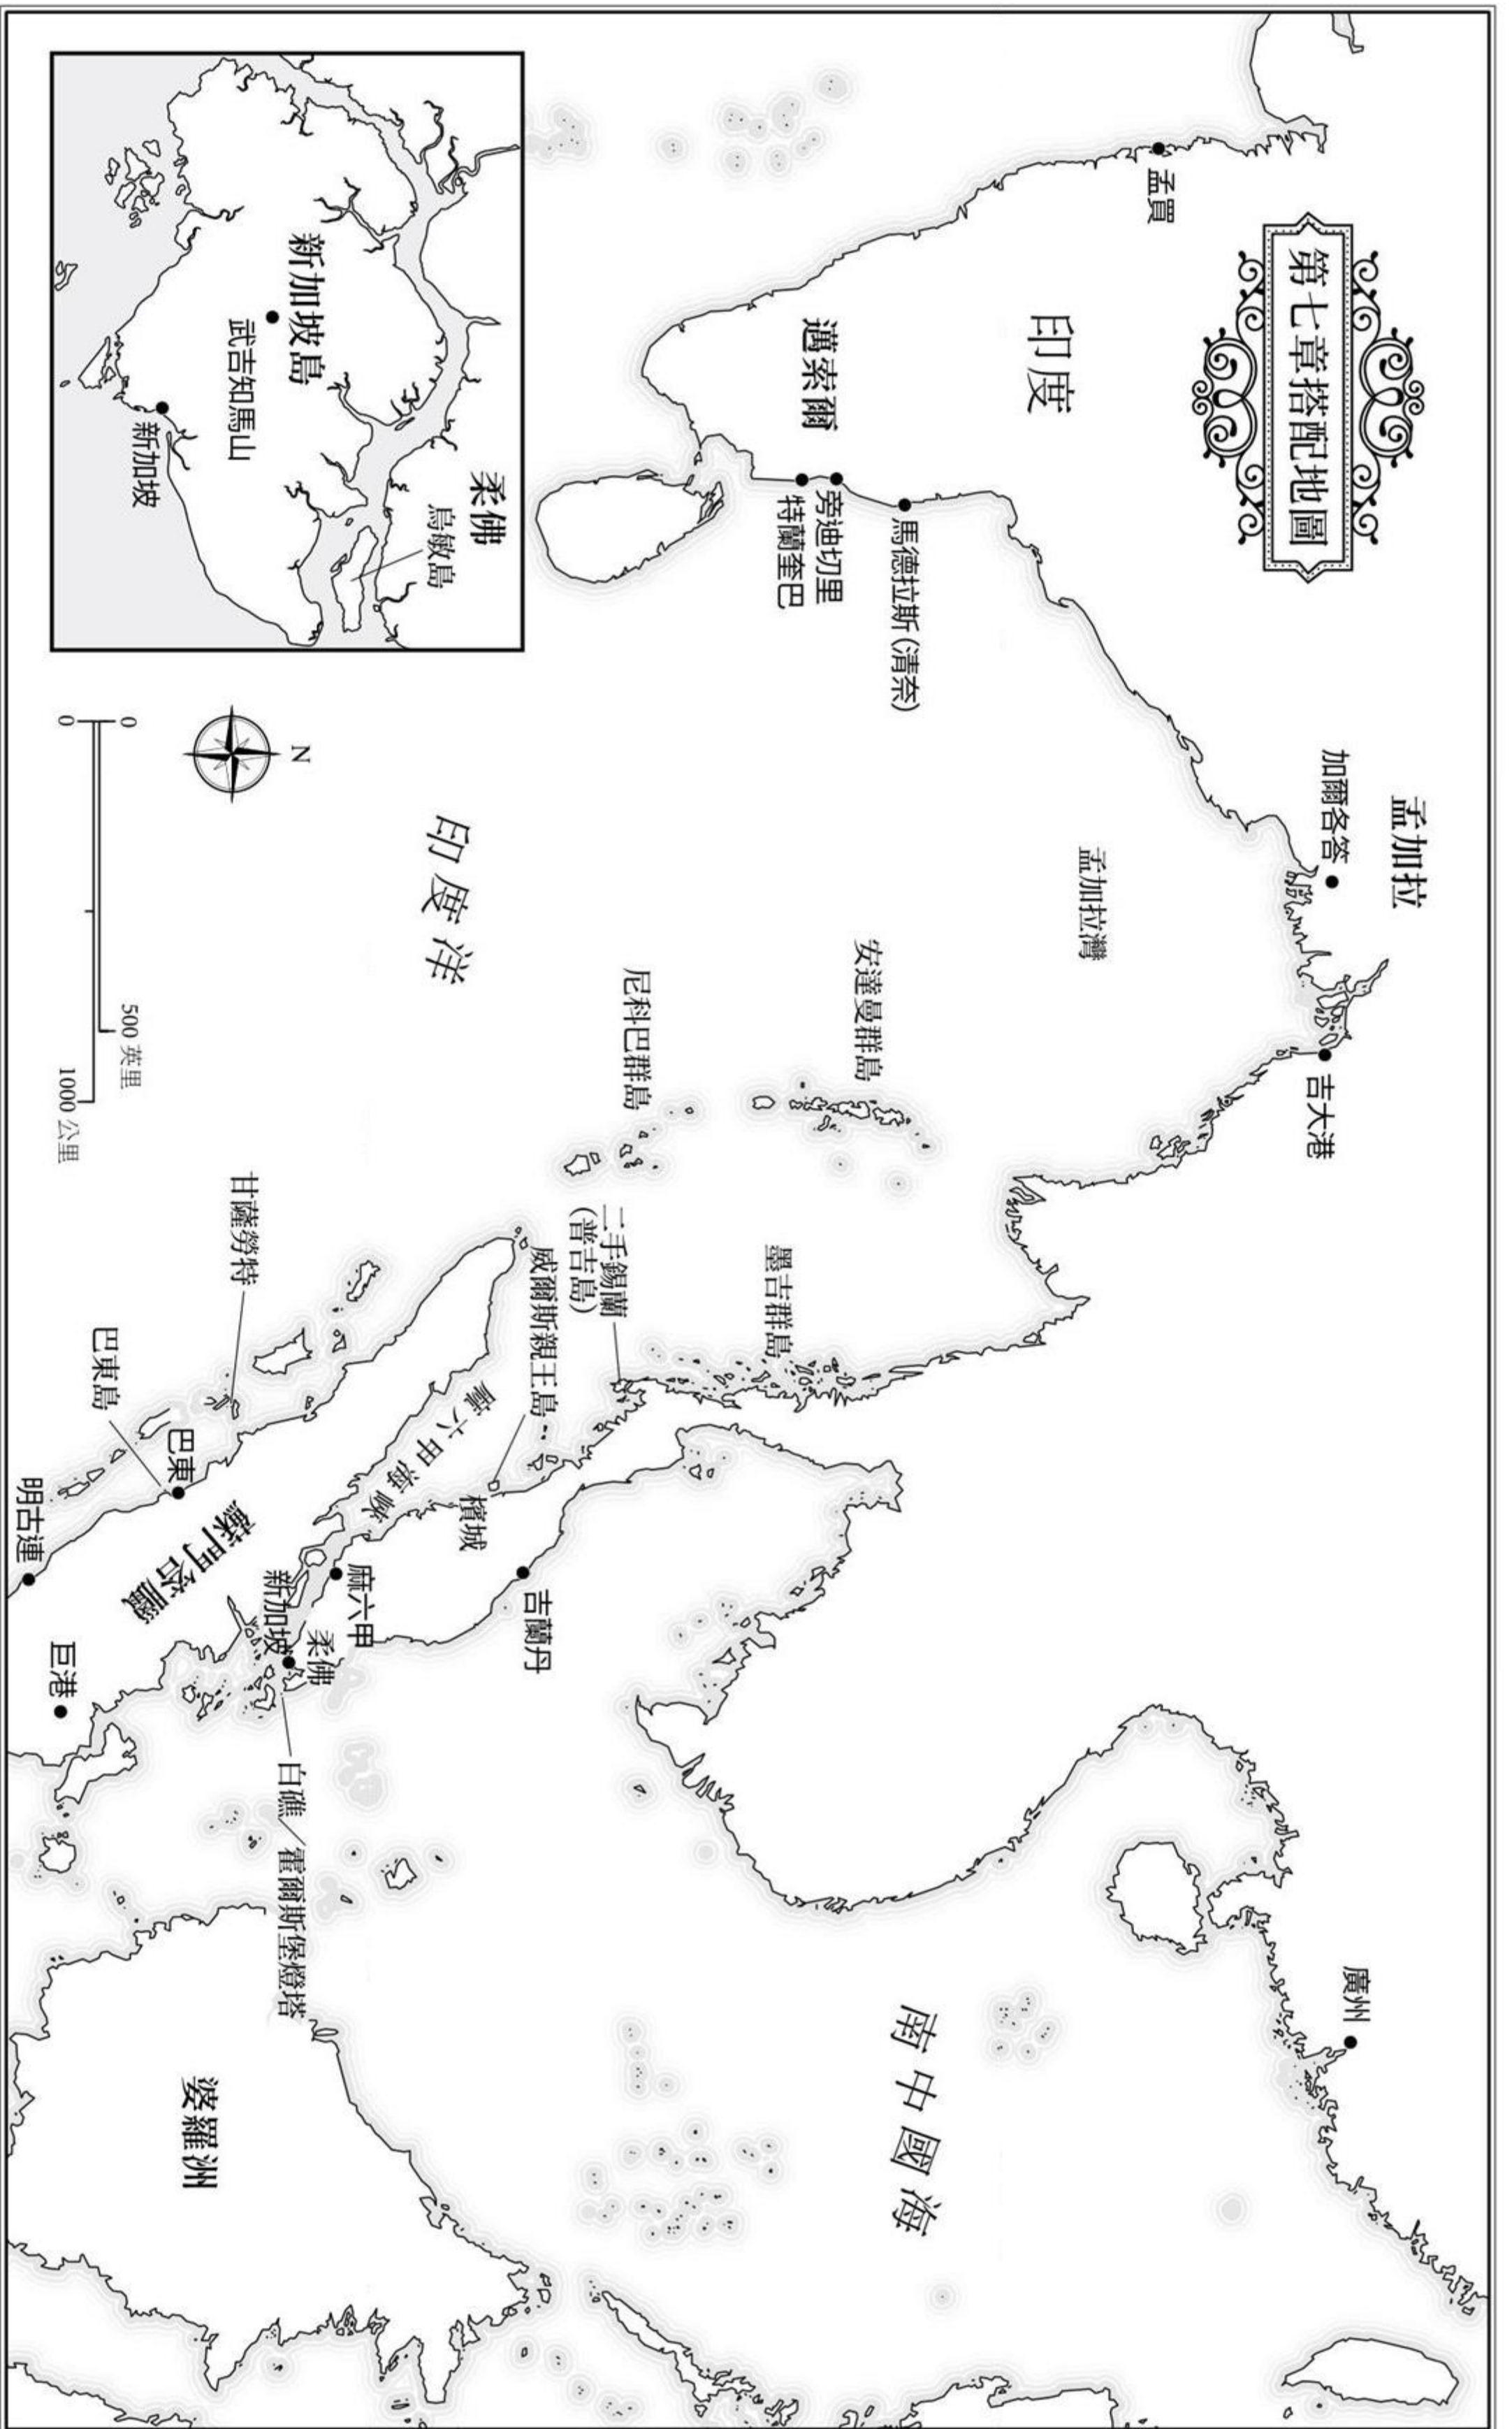 第七章搭配地圖
印度
孟買
邁索爾
馬德拉斯(清奈)
旁迪切里
特蘭奎巴
孟加拉
加爾各答
吉大港
孟加拉灣
安達曼群島
尼科巴群島
印度洋
墨吉群島
二手錫蘭
(普吉島)
威爾斯親王島
檳城
吉蘭丹
麻六甲海峽
麻六甲
柔佛
新加坡
白礁／霍爾斯堡燈塔
甘薩勞特
巴東島
巴東
明古連
蘇門答臘
巨港
婆羅洲
南中國海
廣州
N
0
500 英里
0
1000 公里
柔佛
烏敏島
新加坡島
武吉知馬山
新加坡